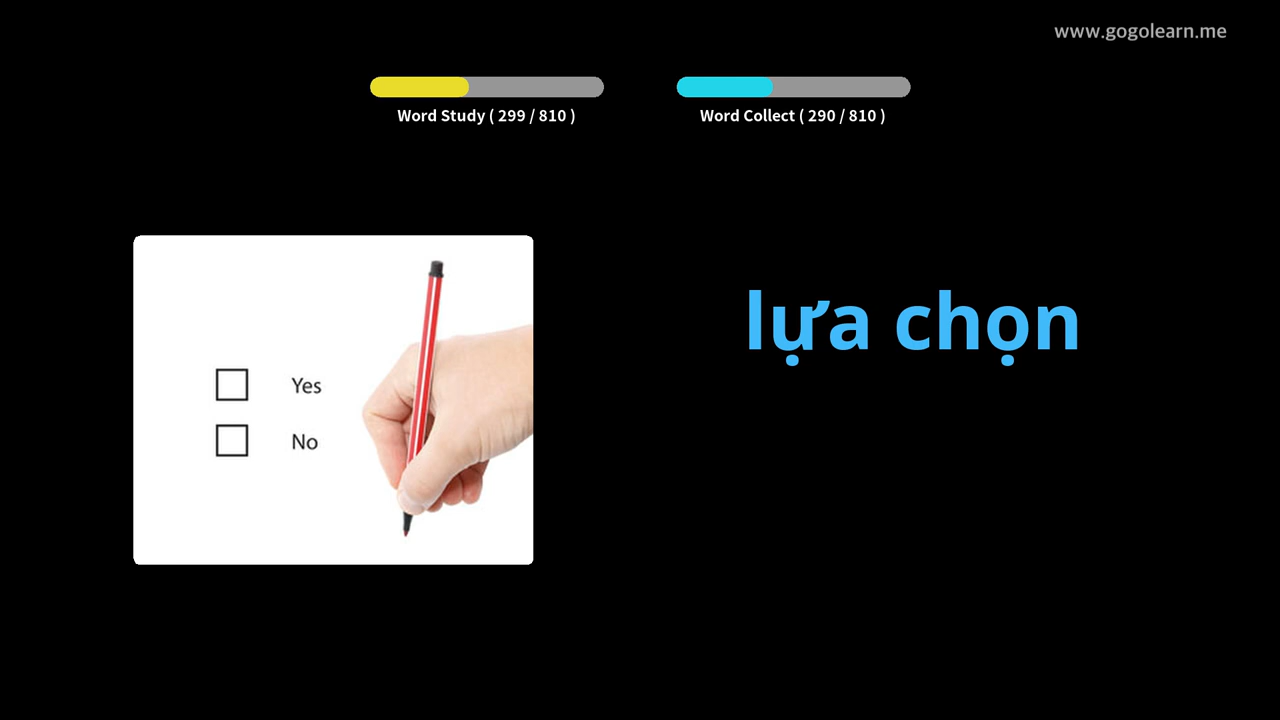 www.gogolearn.me
Word Study ( 299 / 810 )
Word Collect ( 290 / 810 )
lựa chọn
Yes
No